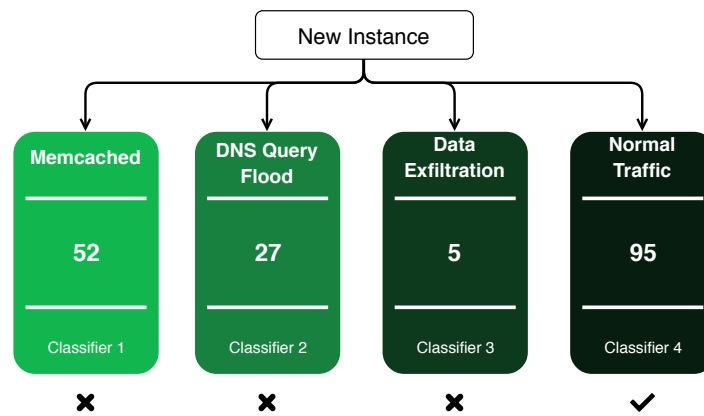 New Instance
Memcached
52
Classifier 1
DNS Query
Flood
27
Classifier 2
Data
Exfiltration
5
Classifier 3
Normal
Traffic
95
Classifier 4